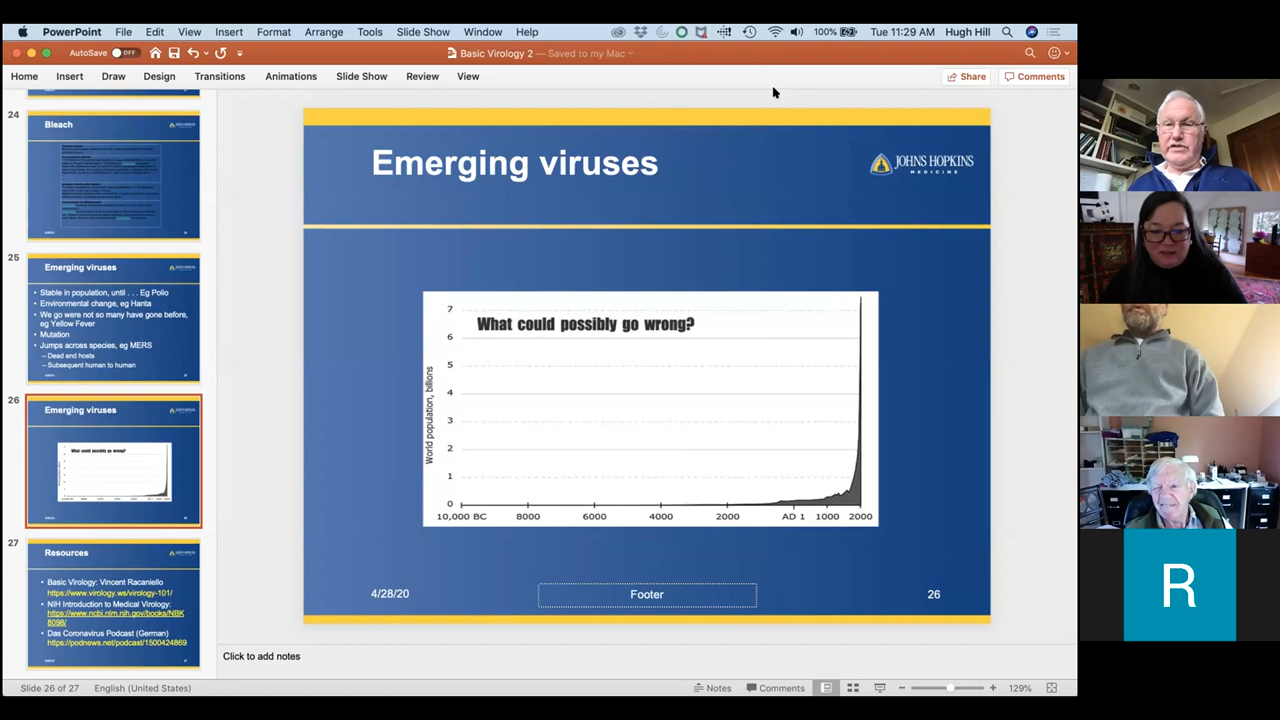 PowerPoint File Edit View Insert Format Arrange Tools Slide Show Window Help 100% Tue 11:29 AM Hugh Hill
AutoSave OFF Basic Virology 2 — Saved to my Mac
Home Insert Draw Design Transitions Animations Slide Show Review View Share Comments
24
Bleach
25
Emerging viruses
• Stable in population, until . . . Eg Polio
• Environmental change, eg Hanta
• We go were not so many have gone before,
eg Yellow Fever
• Mutation
• Jumps across species, eg MERS
– Dead end hosts
– Subsequent human to human
26
Emerging viruses
What could possibly go wrong?
27
Resources
• Basic Virology: Vincent Racaniello
https://www.virology.ws/virology-101/
• NIH Introduction to Medical Virology:
https://www.ncbi.nlm.nih.gov/books/NBK
8098/
• Das Coronavirus Podcast (German)
https://podnews.net/podcast/1500424869
Emerging viruses
JOHNS HOPKINS
MEDICINE
What could possibly go wrong?
World population, billions
7
6
5
4
3
2
1
0
10,000 BC 8000 6000 4000 2000 AD 1 1000 2000
4/28/20 Footer 26
Click to add notes
Slide 26 of 27 English (United States) Notes Comments 129%
R